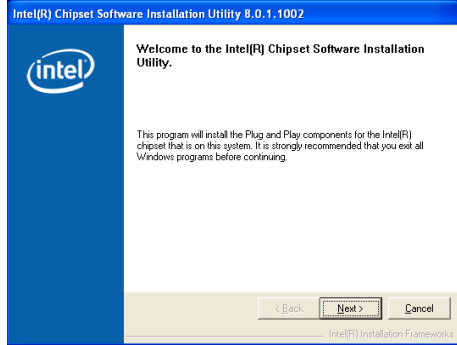 Intel(R) Chipset Software Installation Utility 8.0.1.1002
intel
Welcome to the Intel(R) Chipset Software Installation
Utility.
This program will install the Plug and Play components for the Intel(R)
chipset that is on this system. It is strongly recommended that you exit all
Windows programs before continuing.
< Back
Next >
Cancel
Intel(R) Installation Frameworks